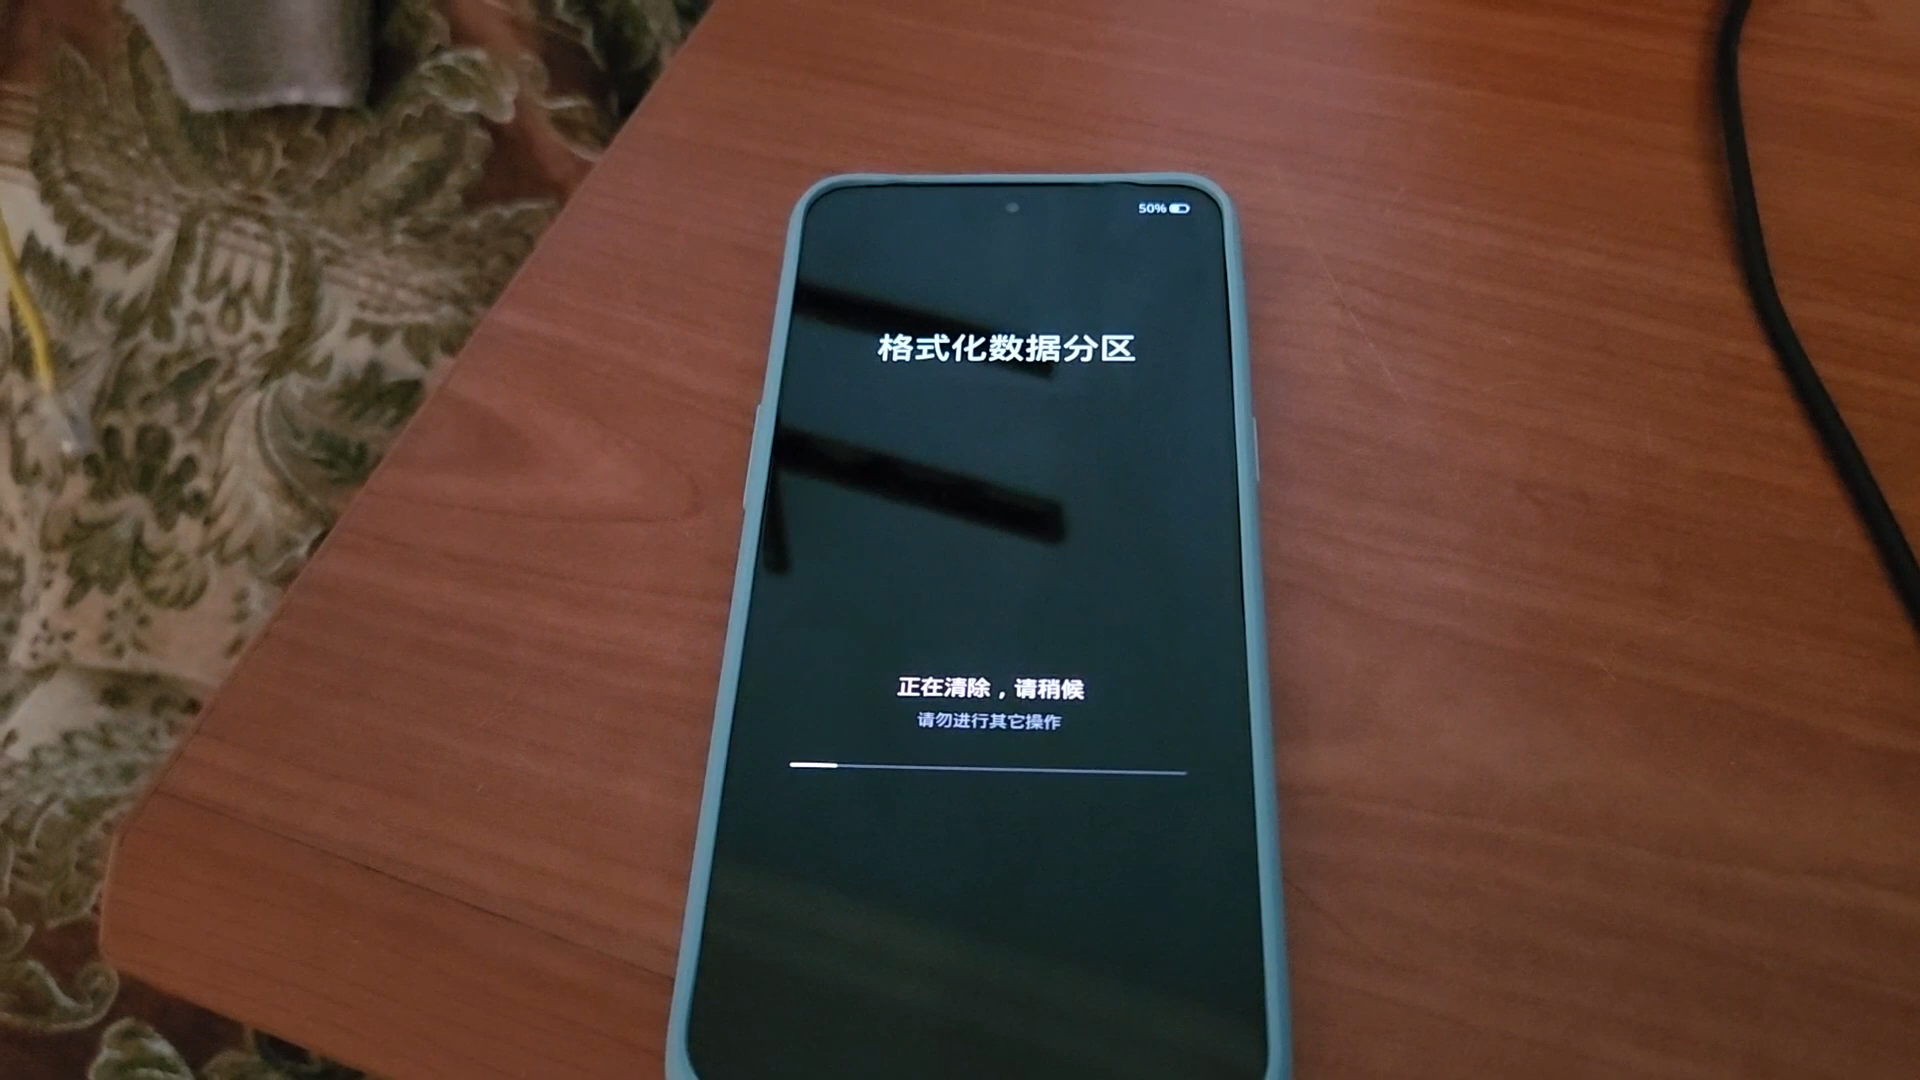 50%
格式化数据分区
正在清除，请稍候
请勿进行其它操作